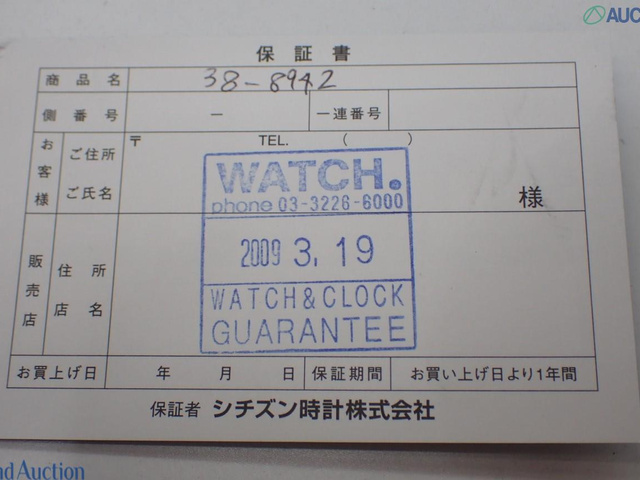 AUC
保証書
商品名 38-8942
側番号 － 一連番号
お客様 ご住所 〒 TEL. ( )
ご氏名 様
WATCH.
phone 03-3226-6000
2009 3, 19
WATCH&CLOCK
GUARANTEE
販売店 住所
店名
お買上げ日 年 月 日 保証期間 お買い上げ日より1年間
保証者 シチズン時計株式会社
nd Auction